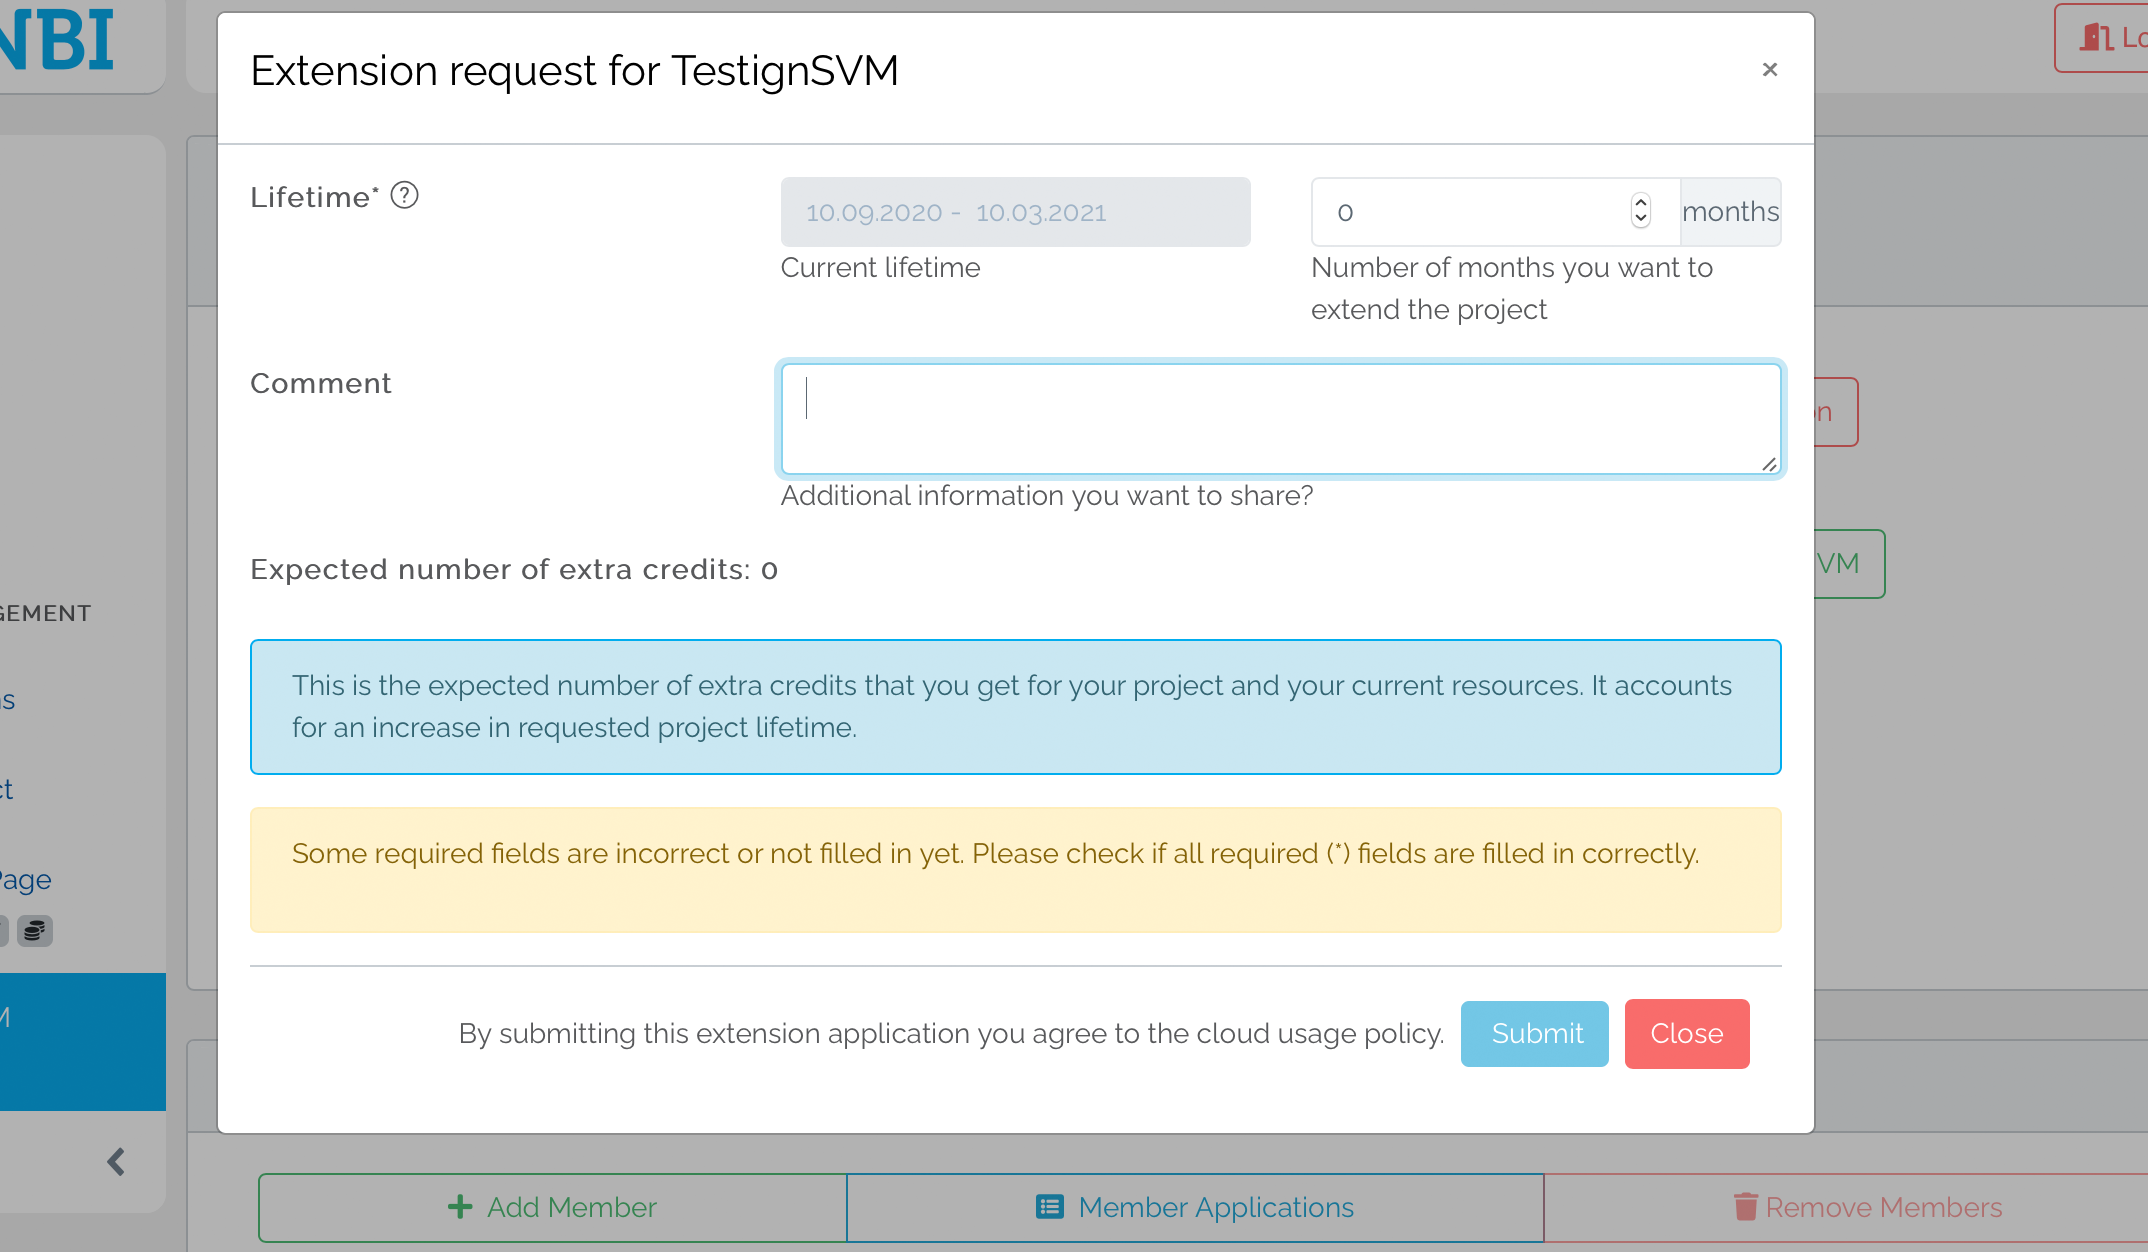 NBI
Extension request for TestignSVM
×
Lo
Lifetime* ?
10.09.2020 - 10.03.2021
0
months
Current lifetime
Number of months you want to
extend the project
Comment
on
Additional information you want to share?
VM
Expected number of extra credits: 0
GEMENT
This is the expected number of extra credits that you get for your project and your current resources. It accounts
for an increase in requested project lifetime.
s
ct
Some required fields are incorrect or not filled in yet. Please check if all required (*) fields are filled in correctly.
Page
M
By submitting this extension application you agree to the cloud usage policy.
Submit
Close
Add Member
Member Applications
Remove Members